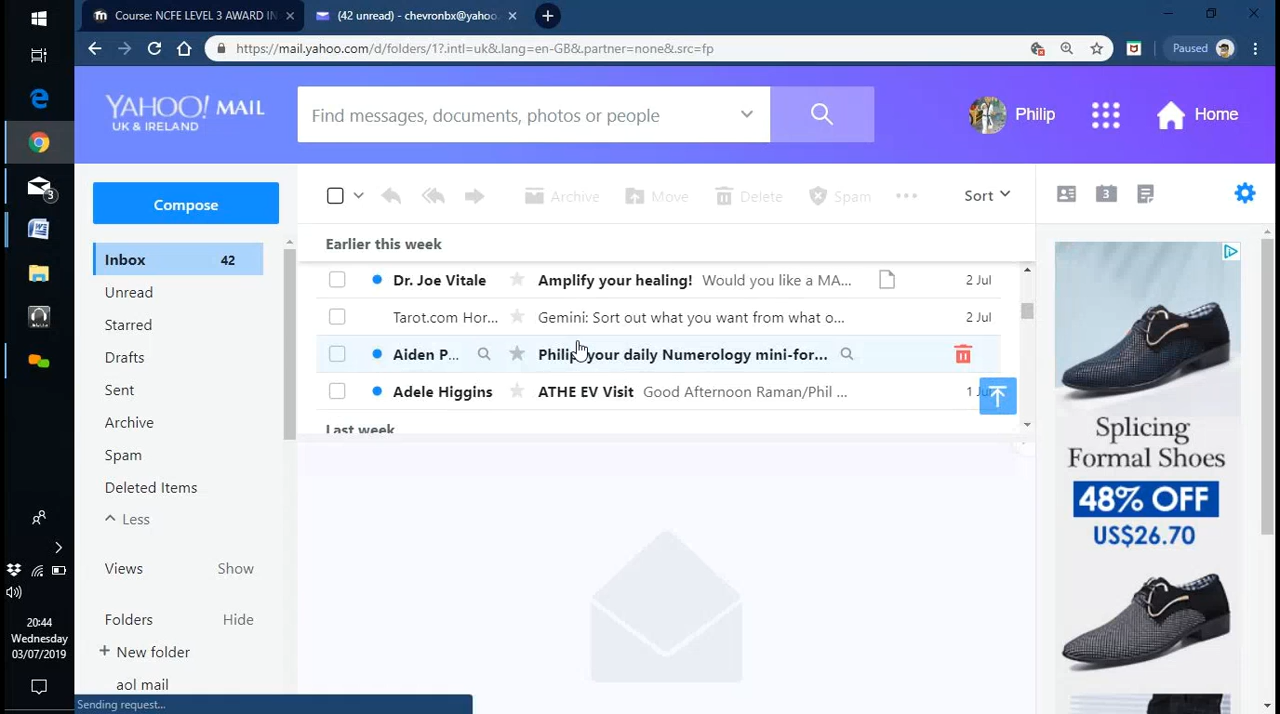 Course: NCFE LEVEL 3 AWARD IN
(42 unread) - chevronbx@yahoo.
https://mail.yahoo.com/d/folders/1?.intl=uk&.lang=en-GB&.partner=none&.src=fp
Paused
YAHOO! MAIL
UK & IRELAND
Find messages, documents, photos or people
Philip
Home
Compose
Archive
Move
Delete
Spam
Sort
3
Inbox 42
Unread
Starred
Drafts
Sent
Archive
Spam
Deleted Items
Less
Views Show
Folders Hide
+ New folder
aol mail
Earlier this week
Dr. Joe Vitale Amplify your healing! Would you like a MA... 2 Jul
Tarot.com Hor... Gemini: Sort out what you want from what o... 2 Jul
Aiden P... Philip, your daily Numerology mini-for...
Adele Higgins ATHE EV Visit Good Afternoon Raman/Phil ... 1 Jul
Last week
Splicing
Formal Shoes
48% OFF
US$26.70
3
20:44
Wednesday
03/07/2019
Sending request...